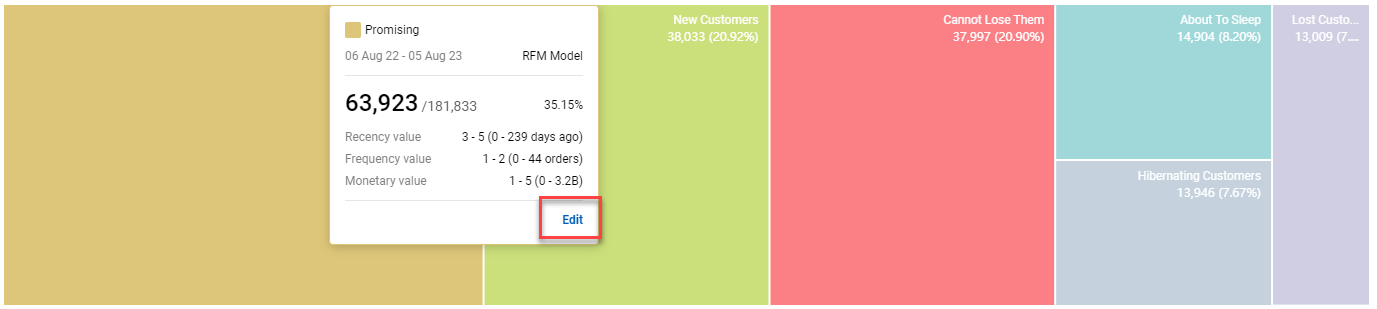 Promising
06 Aug 22 - 05 Aug 23 RFM Model
63,923 /181,833 35.15%
Recency value 3 - 5 (0 - 239 days ago)
Frequency value 1 - 2 (0 - 44 orders)
Monetary value 1 - 5 (0 - 3.2B)
Edit
New Customers
38,033 (20.92%)
Cannot Lose Them
37,997 (20.90%)
About To Sleep
14,904 (8.20%)
Hibernating Customers
13,946 (7.67%)
Lost Custo...
13,009 (7....